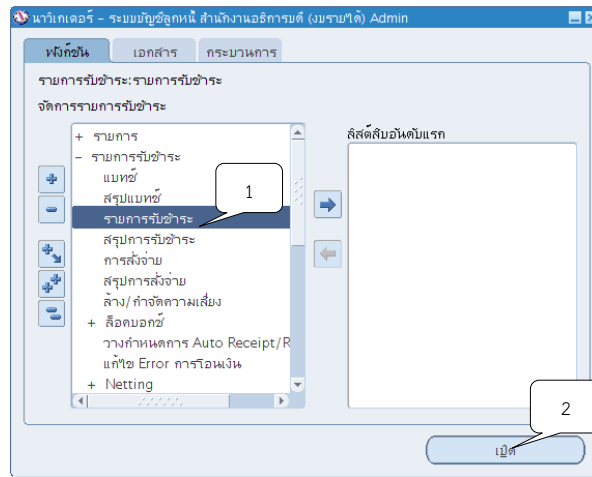 นาวิเกเตอร์ – ระบบบัญชีลูกหนี้ สำนักงานอธิการบดี (งบรายได้) Admin
ฟังก์ชัน
เอกสาร
กระบวนการ
รายการรับชำระ:รายการรับชำระ
จัดการรายการรับชำระ
ลิสต์สิบอันดับแรก
+ รายการ
– รายการรับชำระ
แบทช์
สรุปแบทช์
รายการรับชำระ
สรุปการรับชำระ
การสั่งจ่าย
สรุปการสั่งจ่าย
ล้าง/กำจัดความเสี่ยง
+ ล็อคบอกซ์
วางกำหนดการ Auto Receipt/R
แก้ไข Error การโอนเงิน
+ Netting
1
2
เปิด